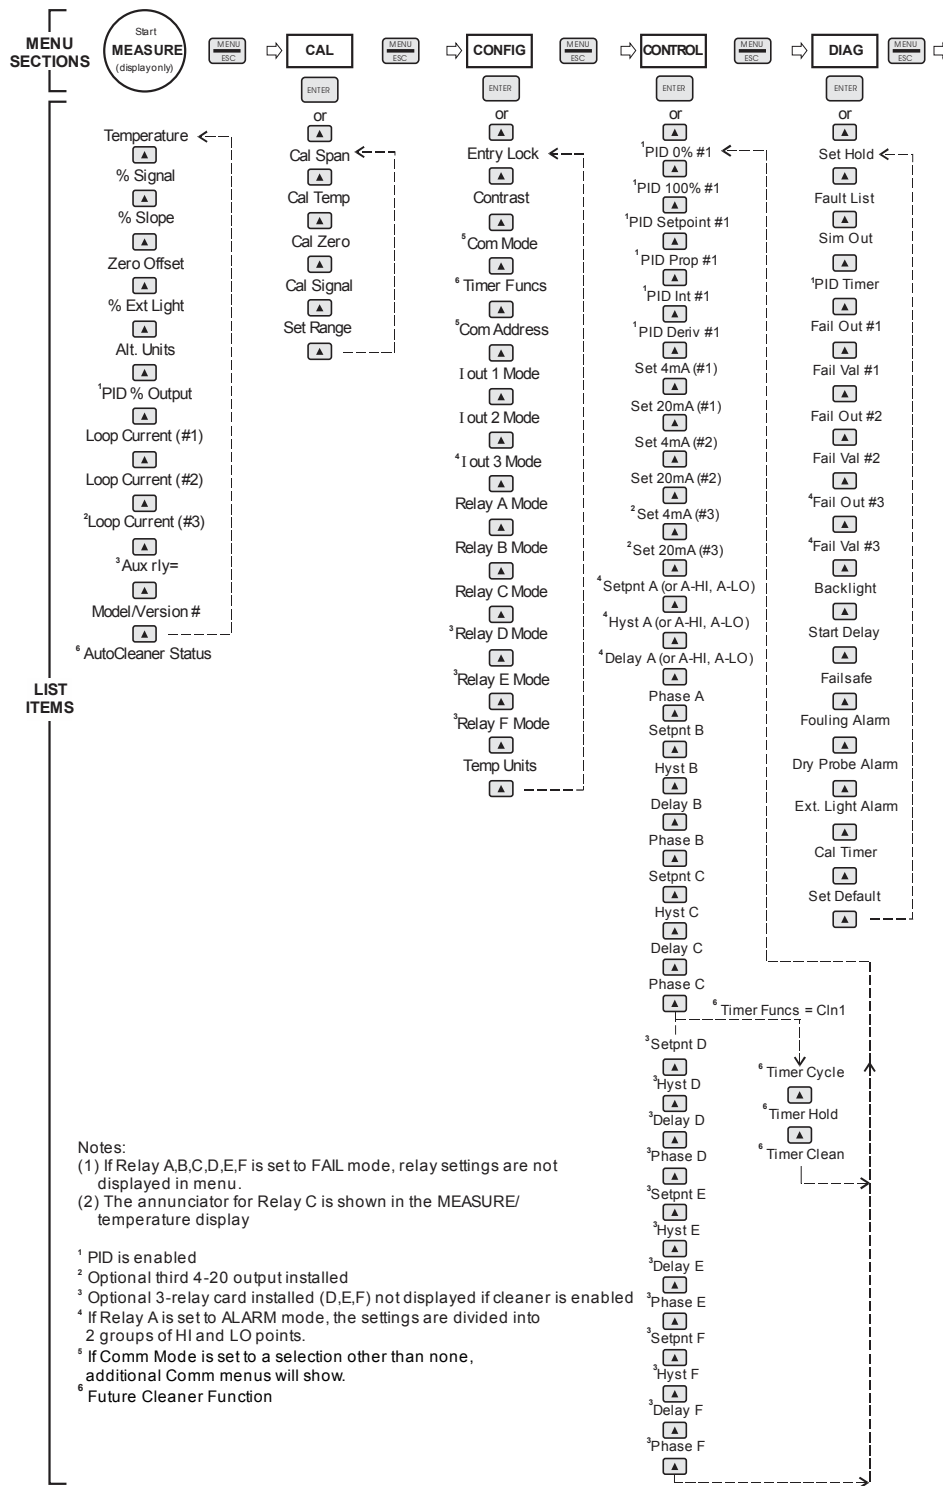 MENU
SECTIONS
Start
MEASURE
(display only)
MENU
ESC
CAL
MENU
ESC
CONFIG
MENU
ESC
CONTROL
MENU
ESC
DIAG
MENU
ESC
ENTER
ENTER
ENTER
ENTER
or
or
or
or
LIST
ITEMS
Temperature
% Signal
% Slope
Zero Offset
% Ext Light
Alt. Units
¹PID % Output
Loop Current (#1)
Loop Current (#2)
²Loop Current (#3)
³Aux rly=
Model/Version #
⁶AutoCleaner Status
Cal Span
Cal Temp
Cal Zero
Cal Signal
Set Range
Entry Lock
Contrast
⁵Com Mode
⁶Timer Funcs
⁵Com Address
I out 1 Mode
I out 2 Mode
⁴I out 3 Mode
Relay A Mode
Relay B Mode
Relay C Mode
³Relay D Mode
³Relay E Mode
³Relay F Mode
Temp Units
¹PID 0% #1
¹PID 100% #1
¹PID Setpoint #1
¹PID Prop #1
¹PID Int #1
¹PID Deriv #1
Set 4mA (#1)
Set 20mA (#1)
Set 4mA (#2)
Set 20mA (#2)
²Set 4mA (#3)
²Set 20mA (#3)
⁴Setpnt A (or A-HI, A-LO)
⁴Hyst A (or A-HI, A-LO)
⁴Delay A (or A-HI, A-LO)
Phase A
Setpnt B
Hyst B
Delay B
Phase B
Setpnt C
Hyst C
Delay C
Phase C
³Setpnt D
³Hyst D
³Delay D
³Phase D
³Setpnt E
³Hyst E
³Delay E
³Phase E
³Setpnt F
³Hyst F
³Delay F
³Phase F
⁶Timer Funcs = Cln1
⁶Timer Cycle
⁶Timer Hold
⁶Timer Clean
Set Hold
Fault List
Sim Out
¹PID Timer
Fail Out #1
Fail Val #1
Fail Out #2
Fail Val #2
⁴Fail Out #3
⁴Fail Val #3
Backlight
Start Delay
Failsafe
Fouling Alarm
Dry Probe Alarm
Ext. Light Alarm
Cal Timer
Set Default
Notes:
(1) If Relay A,B,C,D,E,F is set to FAIL mode, relay settings are not
displayed in menu.
(2) The annunciator for Relay C is shown in the MEASURE/
temperature display
¹ PID is enabled
² Optional third 4-20 output installed
³ Optional 3-relay card installed (D,E,F) not displayed if cleaner is enabled
⁴ If Relay A is set to ALARM mode, the settings are divided into
2 groups of HI and LO points.
⁵ If Comm Mode is set to a selection other than none,
additional Comm menus will show.
⁶ Future Cleaner Function